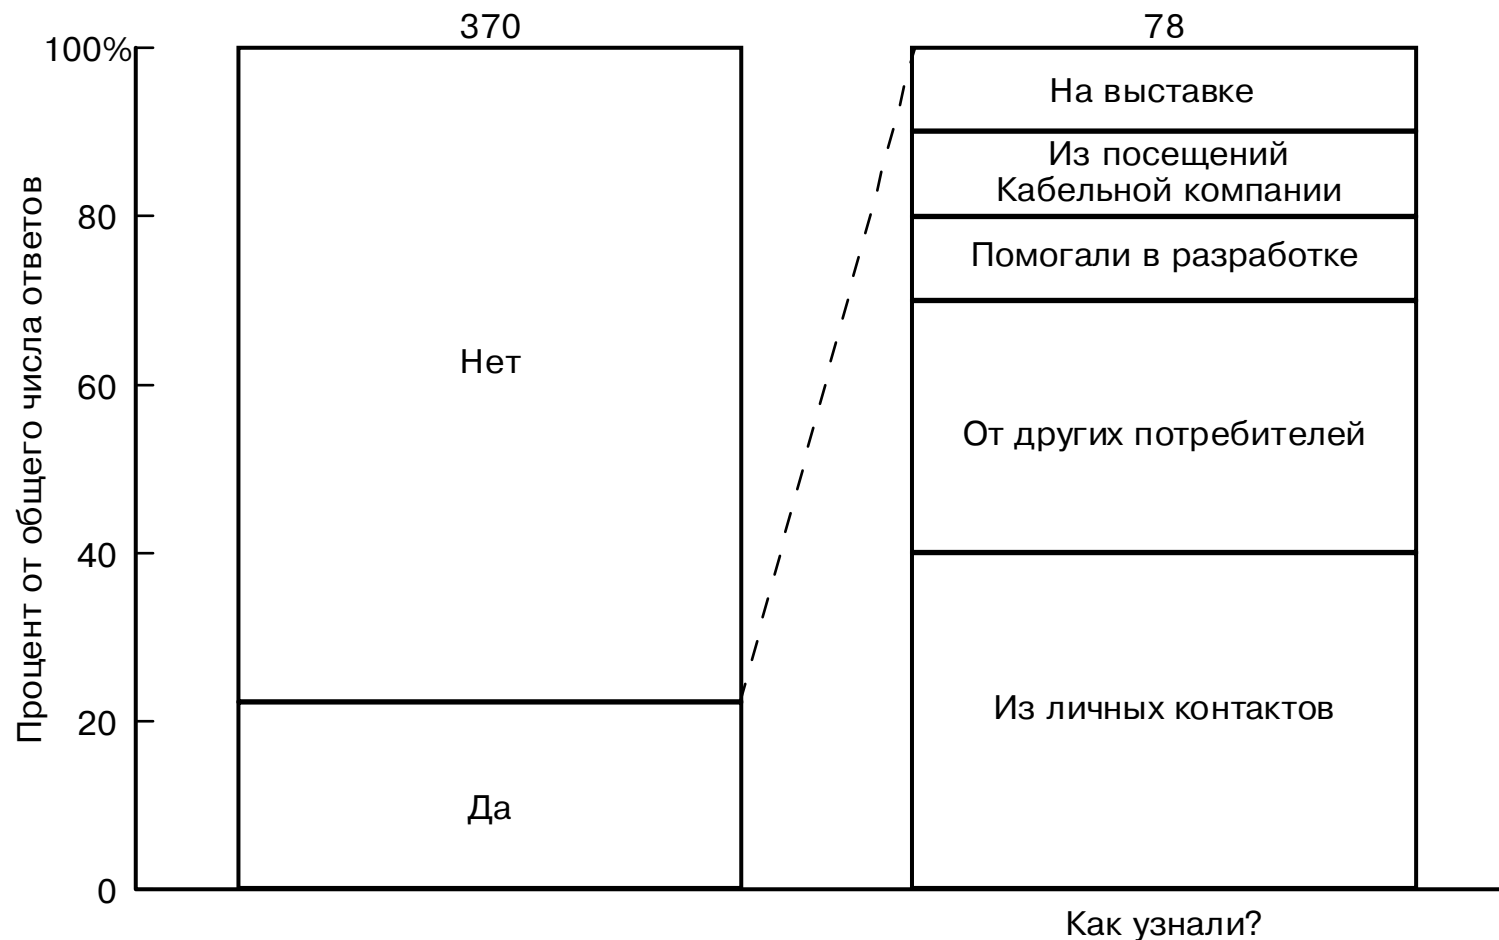 370
78
100%
80
60
40
20
0
Процент от общего числа ответов
Нет
Да
На выставке
Из посещений
Кабельной компании
Помогали в разработке
От других потребителей
Из личных контактов
Как узнали?